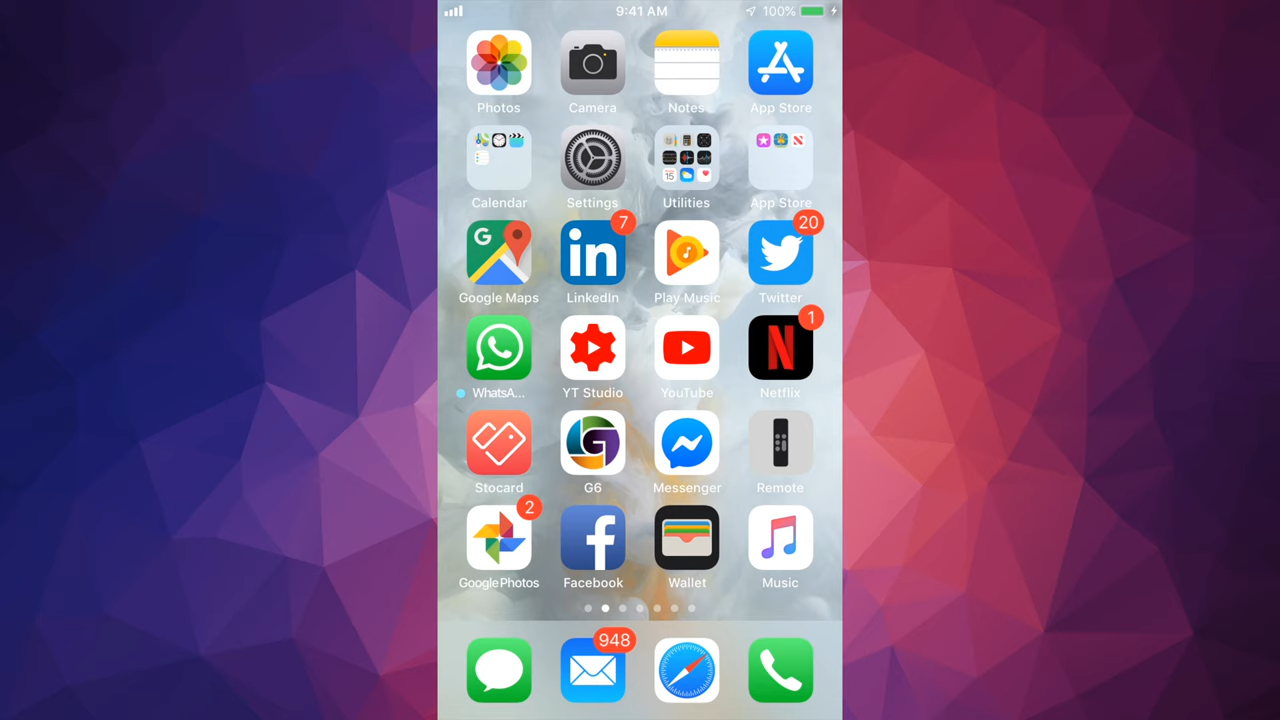 9:41 AM 100%
Photos Camera Notes App Store
Calendar Settings Utilities App Store
15
7 20
G in
Google Maps LinkedIn Play Music Twitter
1
N
WhatsA... YT Studio YouTube Netflix
G
Stocard G6 Messenger Remote
2
f
Google Photos Facebook Wallet Music
948